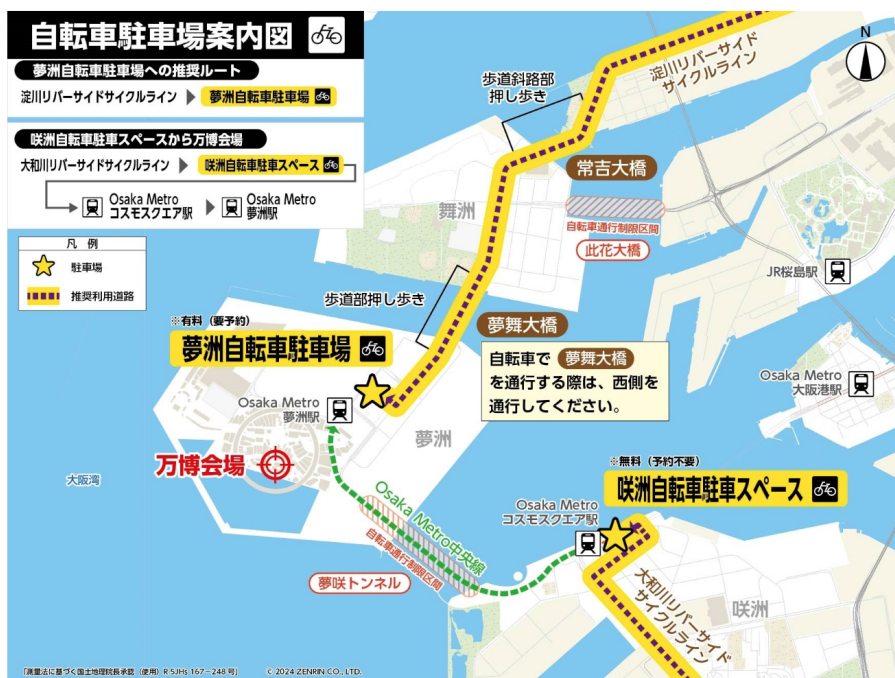 自転車駐車場案内図
夢洲自転車駐車場への推奨ルート
淀川リバーサイドサイクルライン
夢洲自転車駐車場
咲洲自転車駐車スペースから万博会場
大和川リバーサイドサイクルライン
咲洲自転車駐車スペース
Osaka Metro
コスモスクエア駅
Osaka Metro
夢洲駅
凡例
駐車場
推奨利用道路
N
淀川リバーサイド
サイクルライン
歩道斜路部
押し歩き
常吉大橋
舞洲
自転車通行制限区間
此花大橋
JR桜島駅
歩道部押し歩き
夢舞大橋
※有料(要予約)
夢洲自転車駐車場
自転車で 夢舞大橋
を通行する際は、西側を
通行してください。
Osaka Metro
大阪港駅
Osaka Metro
夢洲駅
夢洲
万博会場
大阪湾
※無料(予約不要)
咲洲自転車駐車スペース
Osaka Metro
コスモスクエア駅
Osaka Metro中央線
自転車通行制限区間
夢咲トンネル
大和川リバーサイド
サイクルライン
咲洲
「測量法に基づく国土地理院長承認(使用)R 5JHs 167-248号」
© 2024 ZENRIN CO., LTD.